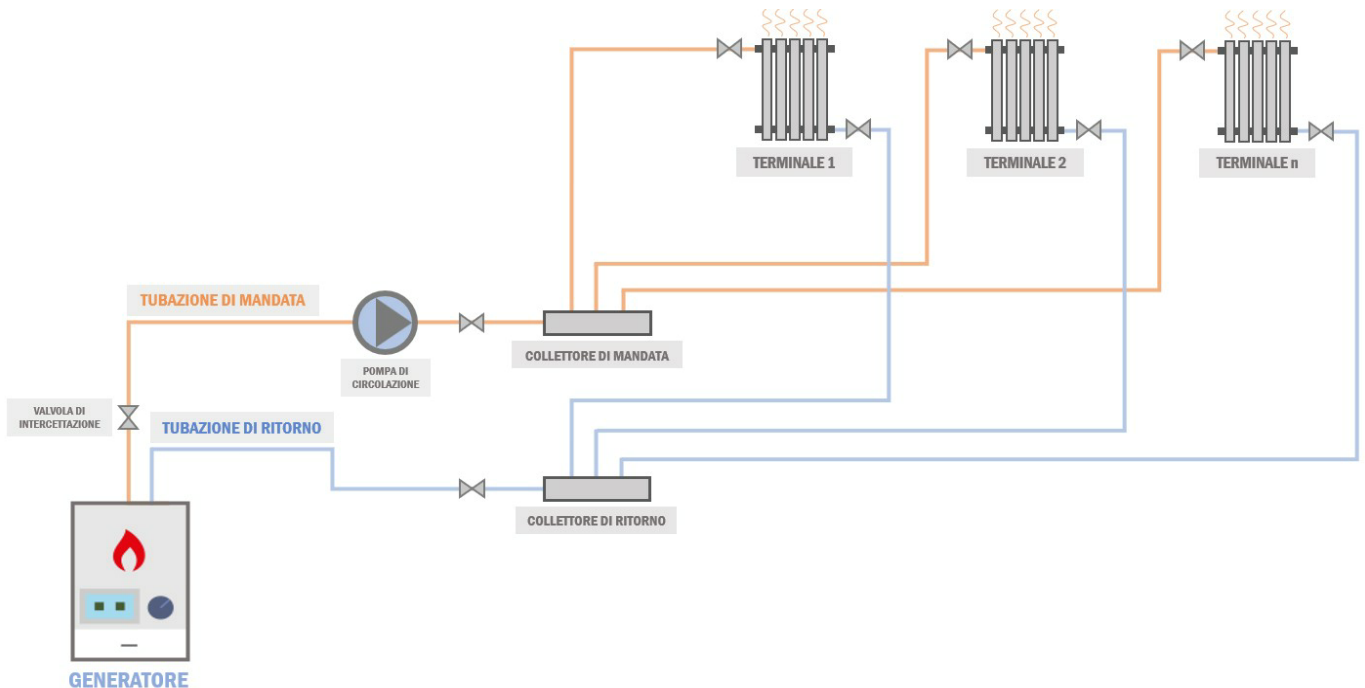 TERMINALE 1
TERMINALE 2
TERMINALE n
TUBAZIONE DI MANDATA
COLLETTORE DI MANDATA
POMPA DI
CIRCOLAZIONE
VALVOLA DI
INTERCETTAZIONE
TUBAZIONE DI RITORNO
COLLETTORE DI RITORNO
GENERATORE